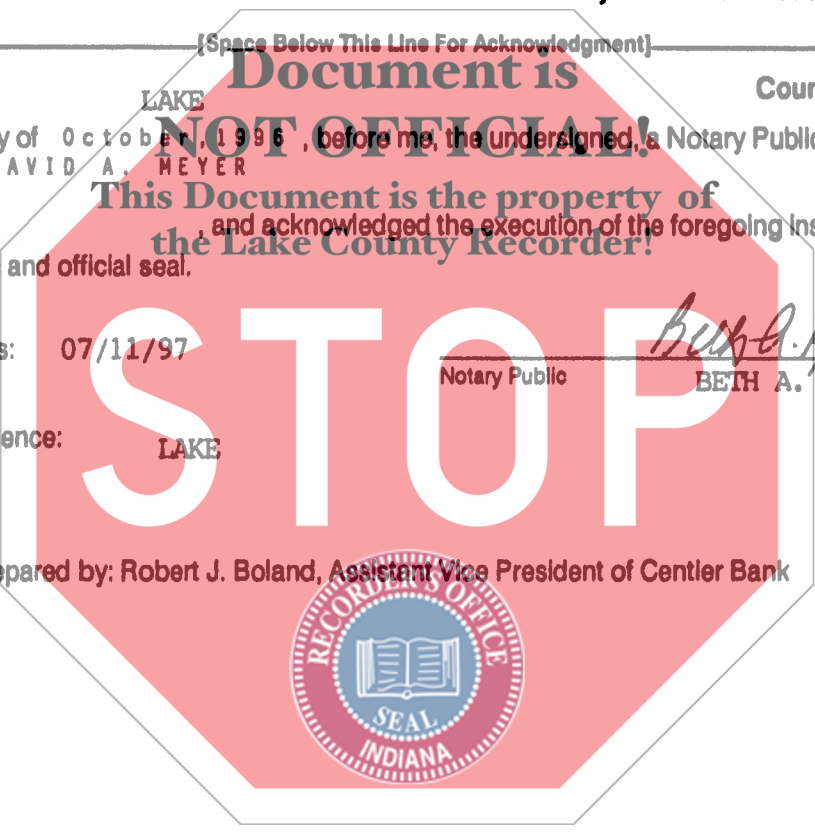 [Space Below This Line For Acknowledgment]
Document is
LAKE
Coun
y of October, 1996 , before me, the undersigned, a Notary Public
NOT OFFICIAL!
AVID A. MEYER
This Document is the property of
, and acknowledged the execution of the foregoing ins
the Lake County Recorder!
and official seal.
s: 07/11/97
STOP
Notary Public
BETH A.
ence: LAKE
epared by: Robert J. Boland, Assistant Vice President of Centier Bank
RECORDER'S OFFICE
SEAL
INDIANA